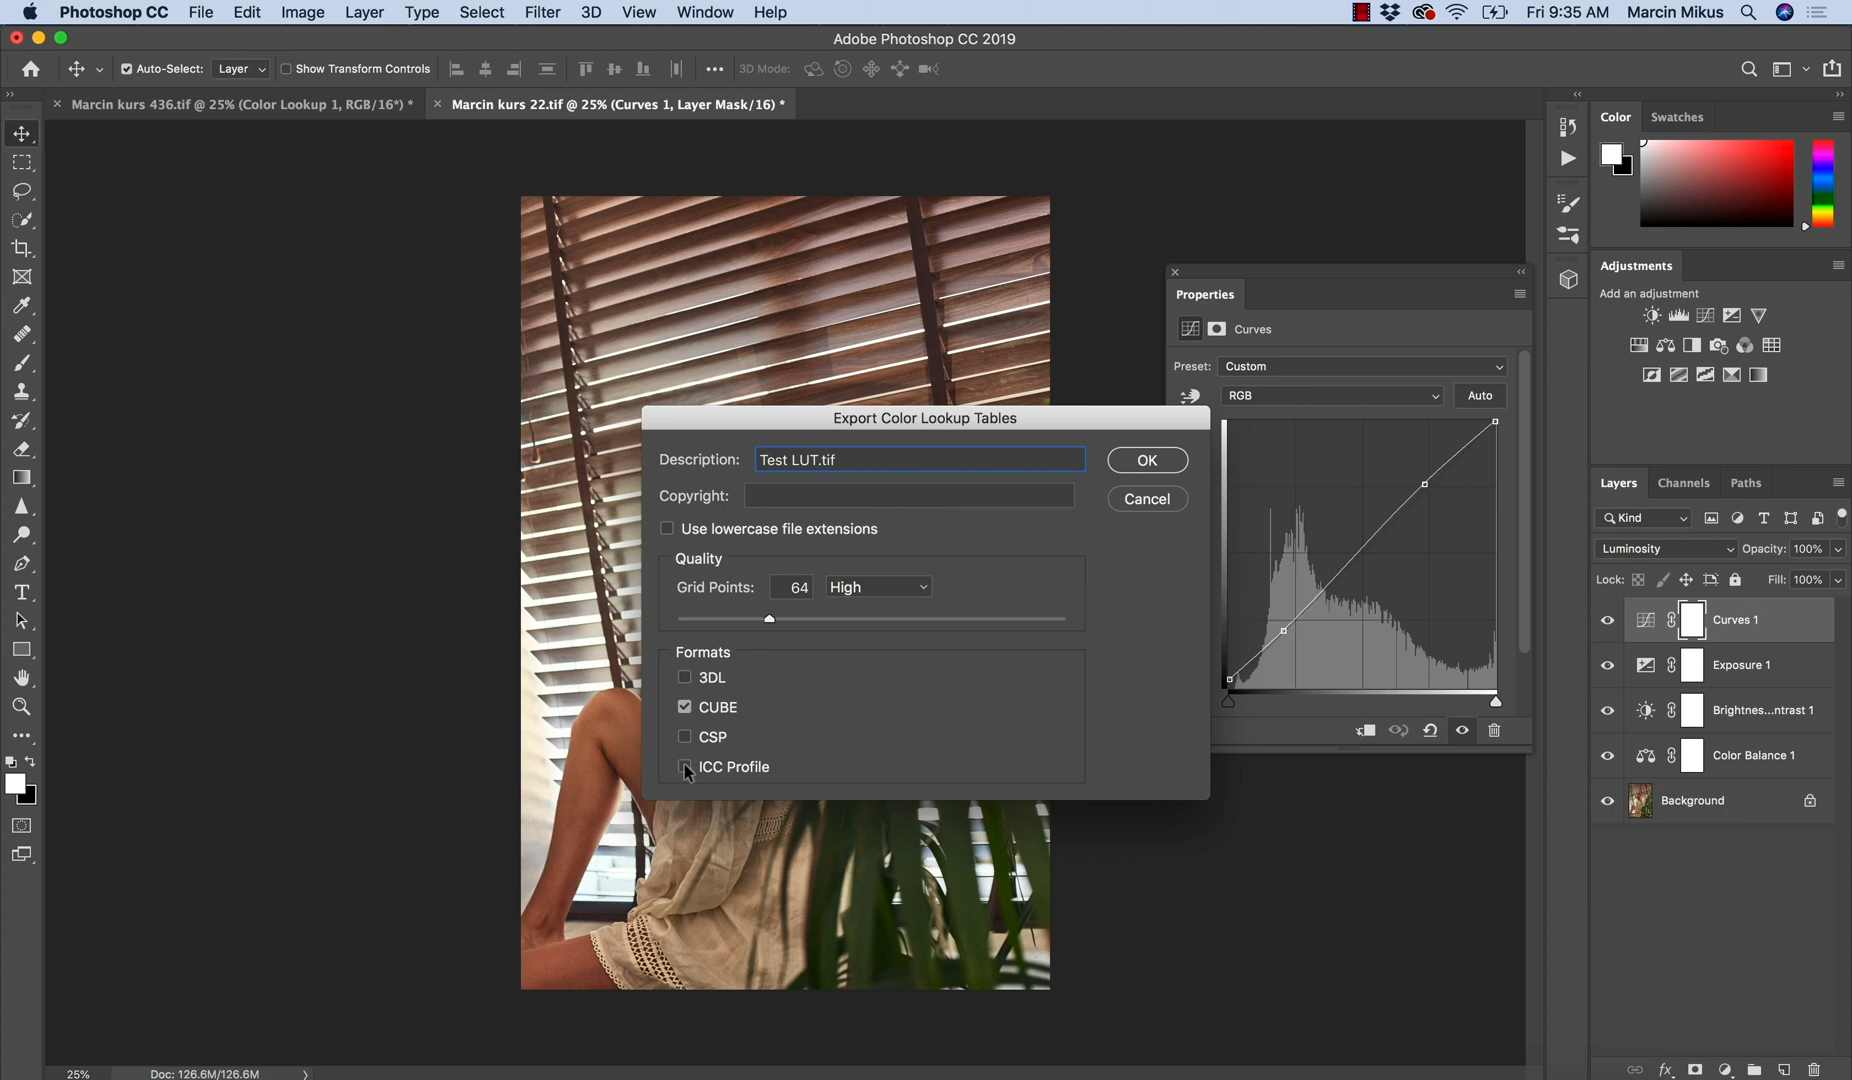 Photoshop CC File Edit Image Layer Type Select Filter 3D View Window Help Fri 9:35 AM Marcin Mikus
Adobe Photoshop CC 2019
Auto-Select: Layer Show Transform Controls 3D Mode:
Marcin kurs 436.tif @ 25% (Color Lookup 1, RGB/16*) * Marcin kurs 22.tif @ 25% (Curves 1, Layer Mask/16) *
Color Swatches
Adjustments
Add an adjustment
Properties
Curves
Preset: Custom
RGB Auto
Export Color Lookup Tables
Description: Test LUT.tif OK
Copyright: Cancel
Use lowercase file extensions
Quality
Grid Points: 64 High
Formats
3DL
CUBE
CSP
ICC Profile
Layers Channels Paths
Kind
Luminosity Opacity: 100%
Lock: Fill: 100%
Curves 1
Exposure 1
Brightnes...ntrast 1
Color Balance 1
Background
25% Doc: 126.6M/126.6M
fx